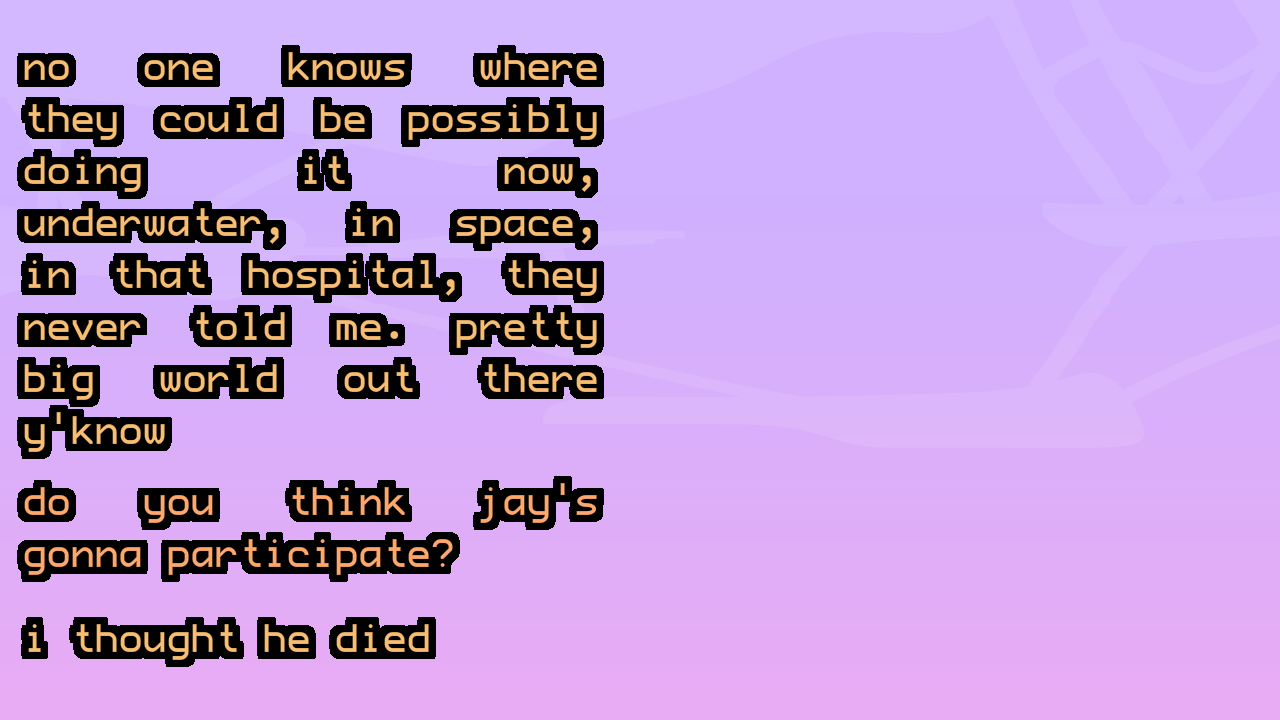 no one knows where
they could be possibly
doing it now,
underwater, in space,
in that hospital, they
never told me. pretty
big world out there
y'know
do you think jay's
gonna participate?
i thought he died